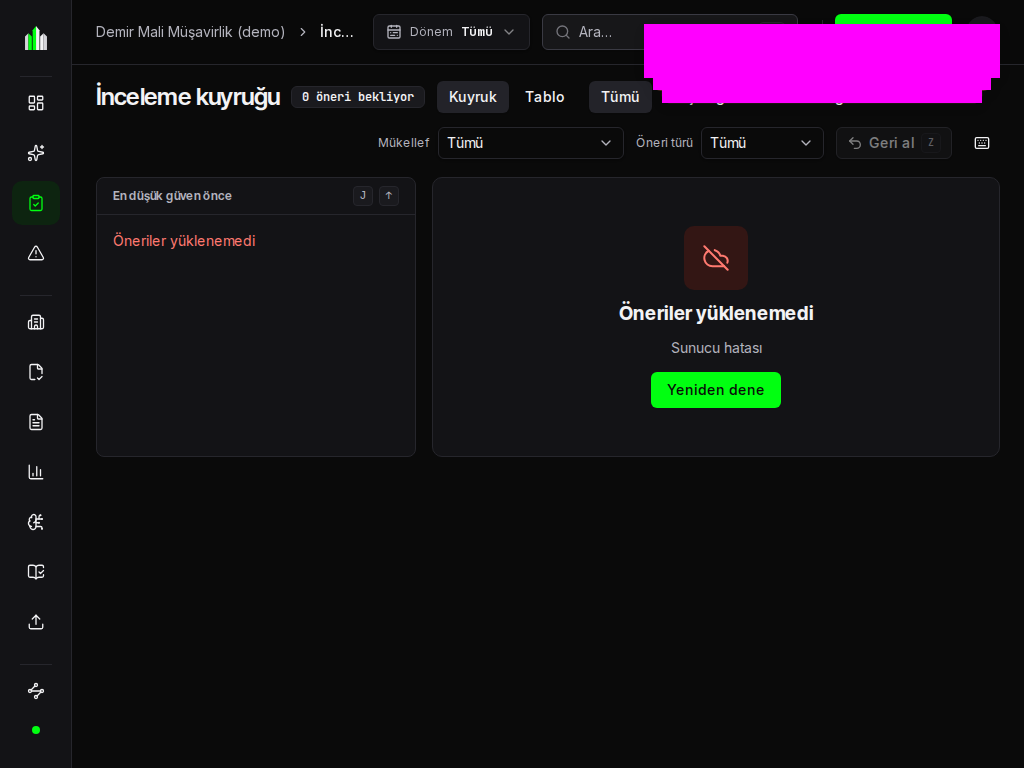 Demir Mali Müşavirlik (demo) › İnc… Dönem Tümü Ara…
İnceleme kuyruğu 0 öneri bekliyor Kuyruk Tablo Tümü
Mükellef Tümü Öneri türü Tümü Geri al Z
En düşük güven önce J ↑
Öneriler yüklenemedi
Öneriler yüklenemedi
Sunucu hatası
Yeniden dene